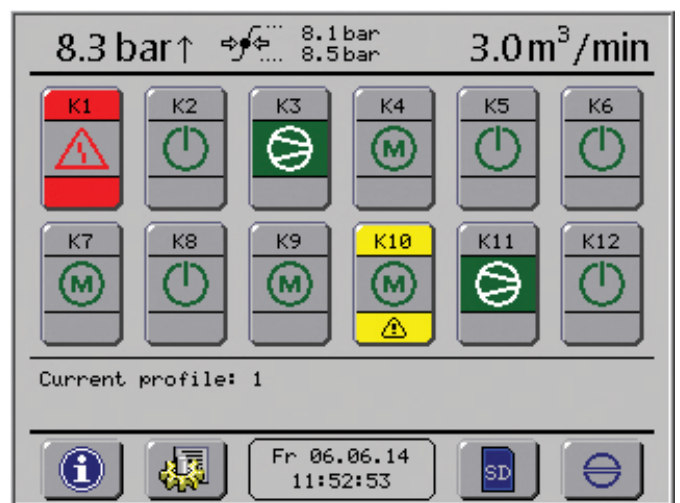 8.3 bar↑ 8.1 bar 3.0 m³/min
8.5 bar
K1 K2 K3 K4 K5 K6
M
K7 K8 K9 K10 K11 K12
M M M
Current profile: 1
i Fr 06.06.14 SD
11:52:53